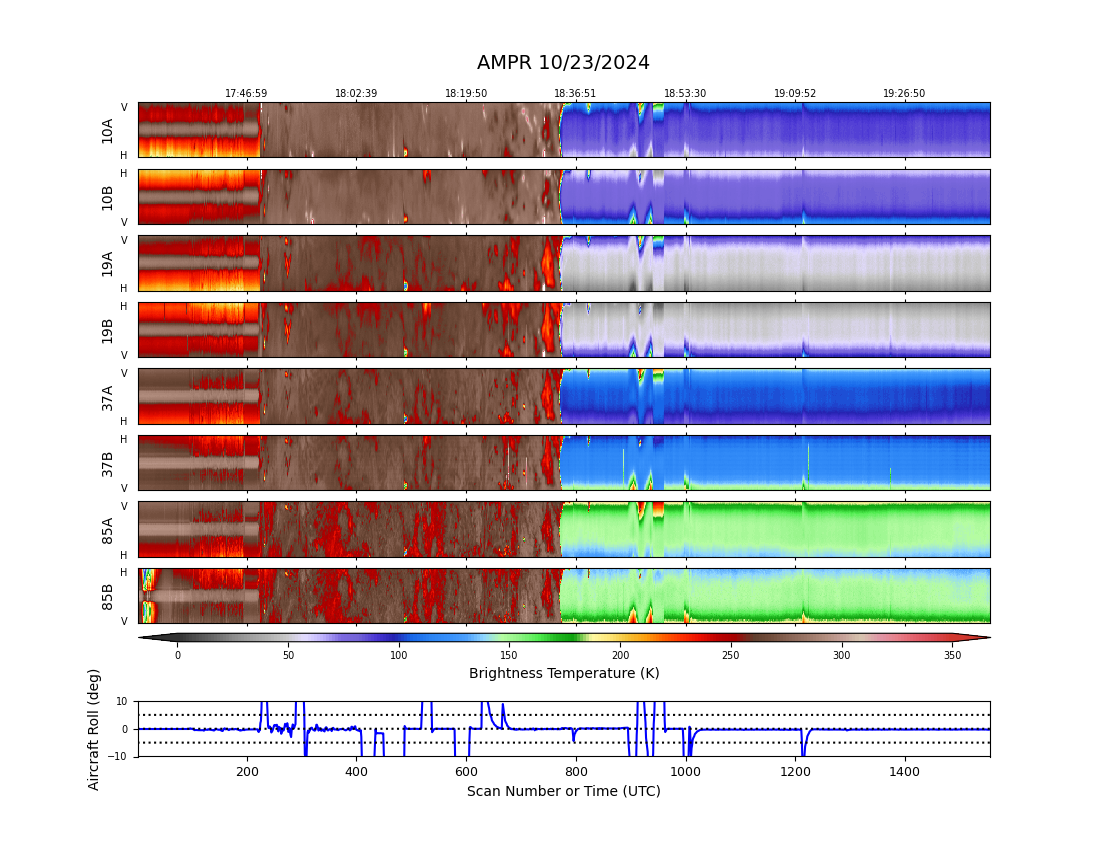 AMPR 10/23/2024
17:46:59 18:02:39 18:19:50 18:36:51 18:53:30 19:09:52 19:26:50
V
10A
H
H
10B
V
V
19A
H
H
19B
V
V
37A
H
H
37B
V
V
85A
H
H
85B
V
0 50 100 150 200 250 300 350
Brightness Temperature (K)
Aircraft Roll (deg)
10
0
−10
200 400 600 800 1000 1200 1400
Scan Number or Time (UTC)